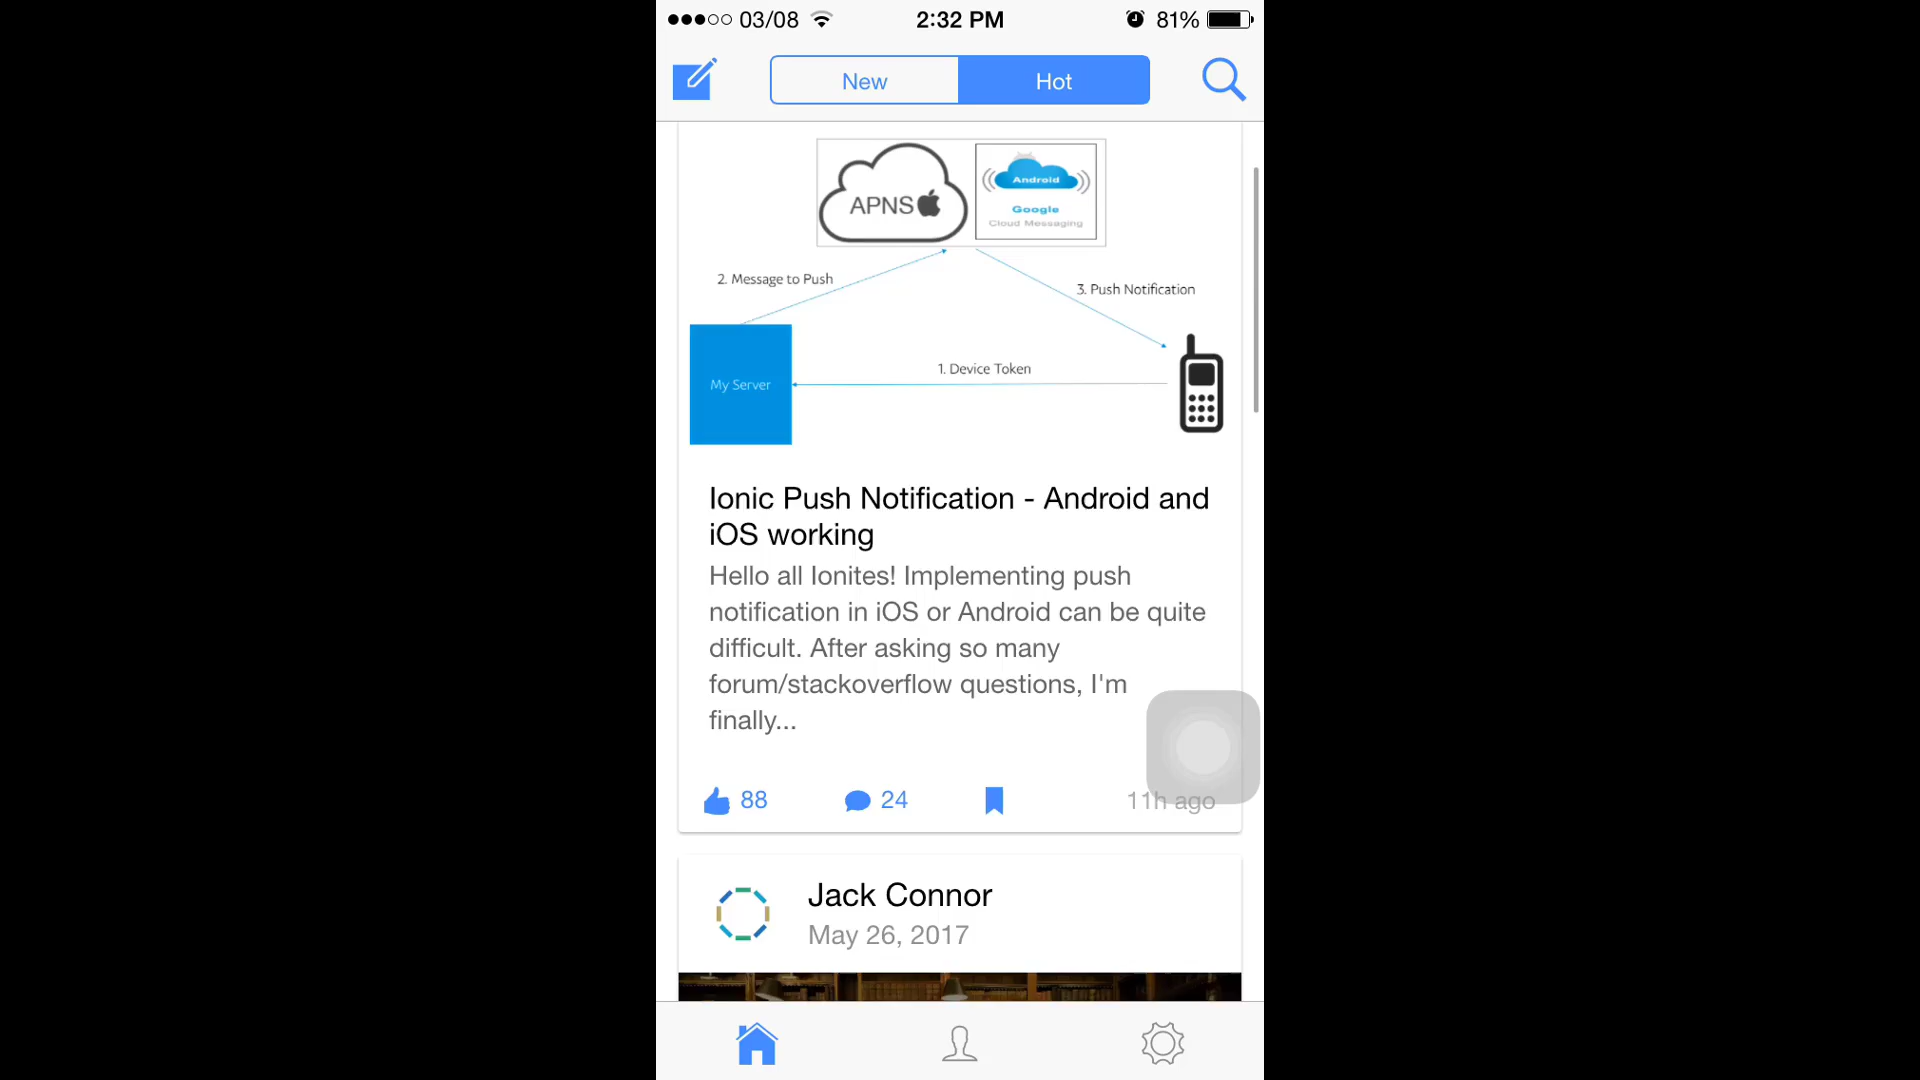 03/08 2:32 PM 81%
New Hot
APNS Android
Google
Cloud Messaging
2. Message to Push
3. Push Notification
1. Device Token
My Server
Ionic Push Notification - Android and
iOS working
Hello all Ionites! Implementing push
notification in iOS or Android can be quite
difficult. After asking so many
forum/stackoverflow questions, I'm
finally...
88 24 11h ago
Jack Connor
May 26, 2017